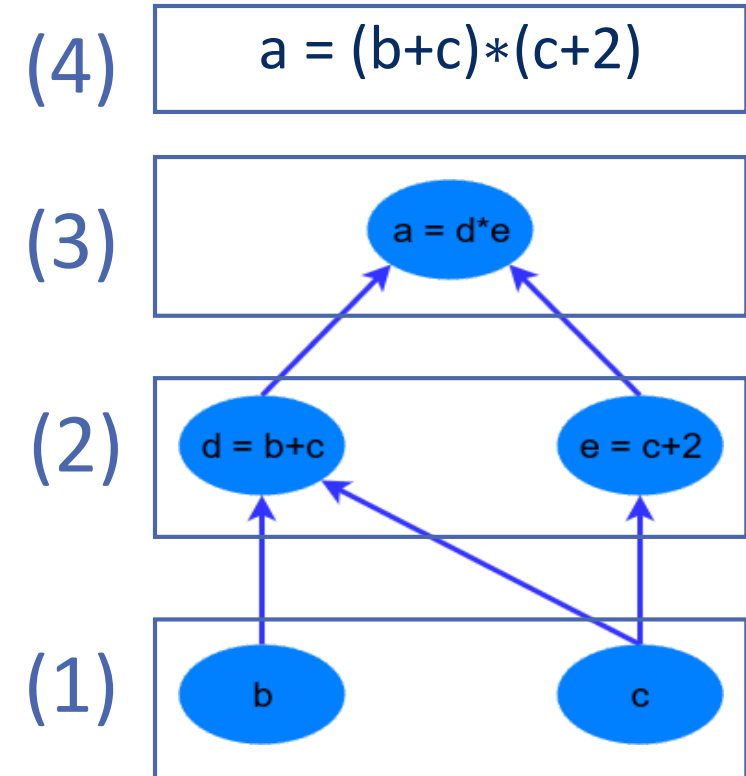 (4) a = (b+c)*(c+2)
(3) a = d*e
(2) d = b+c e = c+2
(1) b c